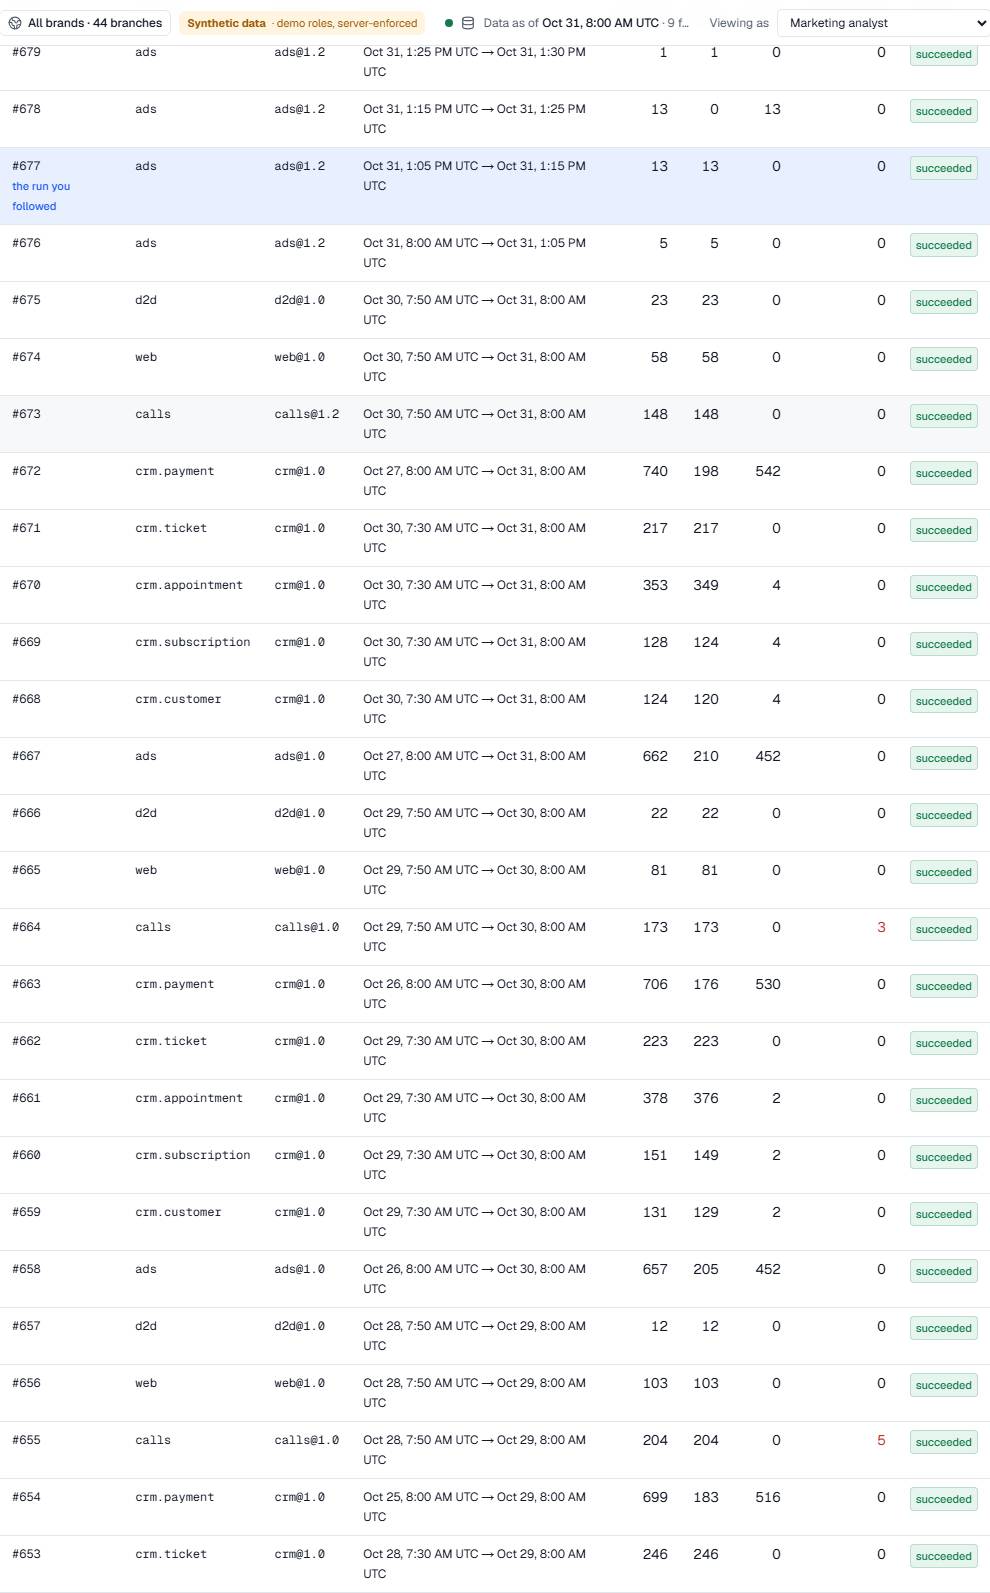 All brands · 44 branches Synthetic data · demo roles, server-enforced Data as of Oct 31, 8:00 AM UTC · 9 f... Viewing as Marketing analyst
#679 ads ads@1.2 Oct 31, 1:25 PM UTC → Oct 31, 1:30 PM 1 1 0 0 succeeded
UTC
#678 ads ads@1.2 Oct 31, 1:15 PM UTC → Oct 31, 1:25 PM 13 0 13 0 succeeded
UTC
#677 ads ads@1.2 Oct 31, 1:05 PM UTC → Oct 31, 1:15 PM 13 13 0 0 succeeded
the run you UTC
followed
#676 ads ads@1.2 Oct 31, 8:00 AM UTC → Oct 31, 1:05 PM 5 5 0 0 succeeded
UTC
#675 d2d d2d@1.0 Oct 30, 7:50 AM UTC → Oct 31, 8:00 AM 23 23 0 0 succeeded
UTC
#674 web web@1.0 Oct 30, 7:50 AM UTC → Oct 31, 8:00 AM 58 58 0 0 succeeded
UTC
#673 calls calls@1.2 Oct 30, 7:50 AM UTC → Oct 31, 8:00 AM 148 148 0 0 succeeded
UTC
#672 crm.payment crm@1.0 Oct 27, 8:00 AM UTC → Oct 31, 8:00 AM 740 198 542 0 succeeded
UTC
#671 crm.ticket crm@1.0 Oct 30, 7:30 AM UTC → Oct 31, 8:00 AM 217 217 0 0 succeeded
UTC
#670 crm.appointment crm@1.0 Oct 30, 7:30 AM UTC → Oct 31, 8:00 AM 353 349 4 0 succeeded
UTC
#669 crm.subscription crm@1.0 Oct 30, 7:30 AM UTC → Oct 31, 8:00 AM 128 124 4 0 succeeded
UTC
#668 crm.customer crm@1.0 Oct 30, 7:30 AM UTC → Oct 31, 8:00 AM 124 120 4 0 succeeded
UTC
#667 ads ads@1.0 Oct 27, 8:00 AM UTC → Oct 31, 8:00 AM 662 210 452 0 succeeded
UTC
#666 d2d d2d@1.0 Oct 29, 7:50 AM UTC → Oct 30, 8:00 AM 22 22 0 0 succeeded
UTC
#665 web web@1.0 Oct 29, 7:50 AM UTC → Oct 30, 8:00 AM 81 81 0 0 succeeded
UTC
#664 calls calls@1.0 Oct 29, 7:50 AM UTC → Oct 30, 8:00 AM 173 173 0 3 succeeded
UTC
#663 crm.payment crm@1.0 Oct 26, 8:00 AM UTC → Oct 30, 8:00 AM 706 176 530 0 succeeded
UTC
#662 crm.ticket crm@1.0 Oct 29, 7:30 AM UTC → Oct 30, 8:00 AM 223 223 0 0 succeeded
UTC
#661 crm.appointment crm@1.0 Oct 29, 7:30 AM UTC → Oct 30, 8:00 AM 378 376 2 0 succeeded
UTC
#660 crm.subscription crm@1.0 Oct 29, 7:30 AM UTC → Oct 30, 8:00 AM 151 149 2 0 succeeded
UTC
#659 crm.customer crm@1.0 Oct 29, 7:30 AM UTC → Oct 30, 8:00 AM 131 129 2 0 succeeded
UTC
#658 ads ads@1.0 Oct 26, 8:00 AM UTC → Oct 30, 8:00 AM 657 205 452 0 succeeded
UTC
#657 d2d d2d@1.0 Oct 28, 7:50 AM UTC → Oct 29, 8:00 AM 12 12 0 0 succeeded
UTC
#656 web web@1.0 Oct 28, 7:50 AM UTC → Oct 29, 8:00 AM 103 103 0 0 succeeded
UTC
#655 calls calls@1.0 Oct 28, 7:50 AM UTC → Oct 29, 8:00 AM 204 204 0 5 succeeded
UTC
#654 crm.payment crm@1.0 Oct 25, 8:00 AM UTC → Oct 29, 8:00 AM 699 183 516 0 succeeded
UTC
#653 crm.ticket crm@1.0 Oct 28, 7:30 AM UTC → Oct 29, 8:00 AM 246 246 0 0 succeeded
UTC